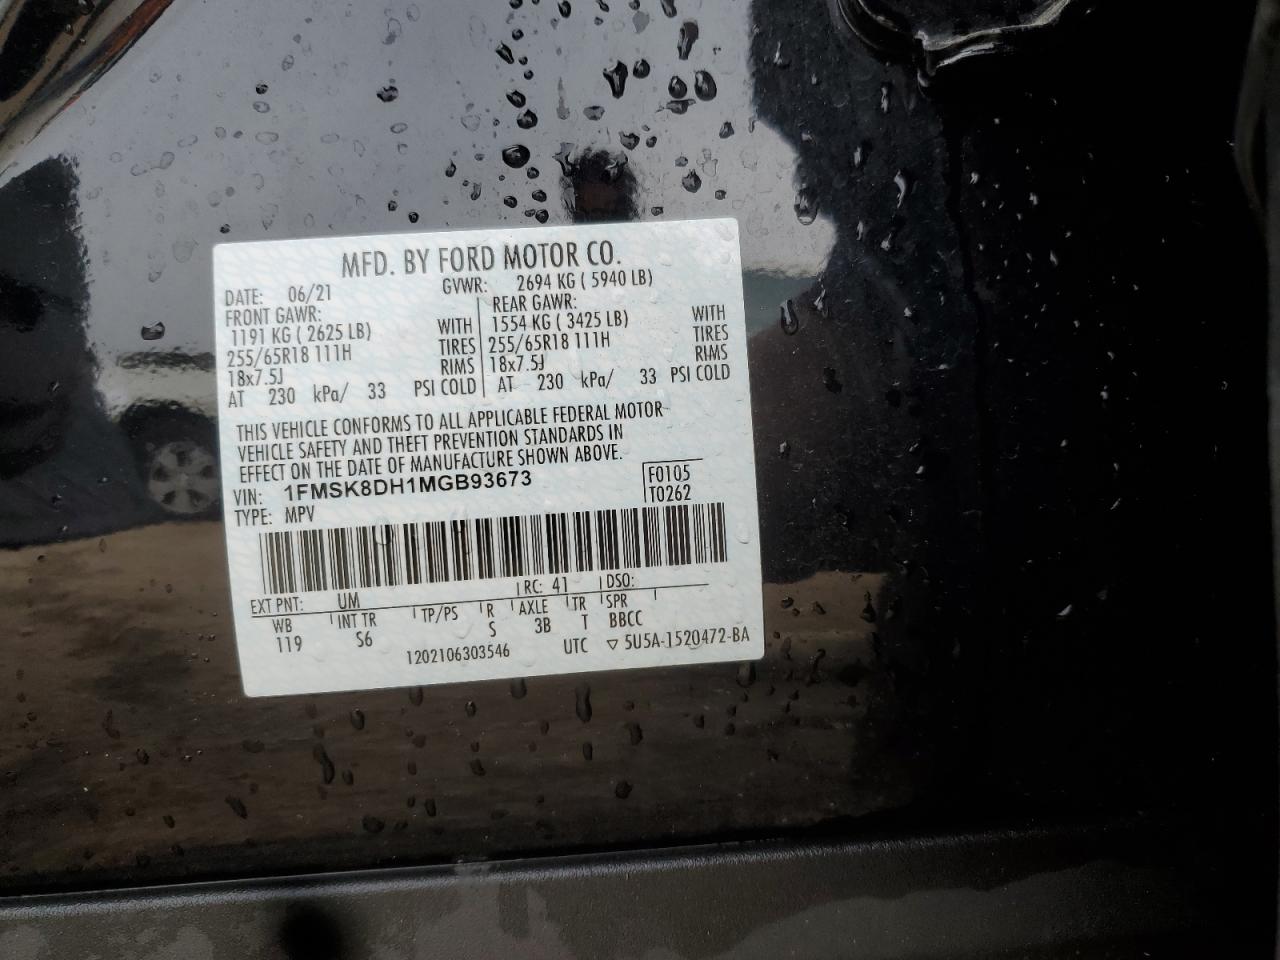 MFD. BY FORD MOTOR CO.
DATE: 06/21 GVWR: 2694 KG ( 5940 LB)
FRONT GAWR: REAR GAWR:
1191 KG ( 2625 LB) WITH 1554 KG ( 3425 LB) WITH
255/65R18 111H TIRES 255/65R18 111H TIRES
18x7.5J RIMS 18x7.5J RIMS
AT 230 kPa/ 33 PSI COLD AT 230 kPa/ 33 PSI COLD
THIS VEHICLE CONFORMS TO ALL APPLICABLE FEDERAL MOTOR
VEHICLE SAFETY AND THEFT PREVENTION STANDARDS IN
EFFECT ON THE DATE OF MANUFACTURE SHOWN ABOVE.
VIN: 1FMSK8DH1MGB93673 F0105
TYPE: MPV T0262
EXT PNT: UM RC: 41 DSO:
WB INT TR TP/PS R AXLE TR SPR
119 S6 S 3B T BBCC
1202106303546 UTC ▽ 5U5A-1520472-BA